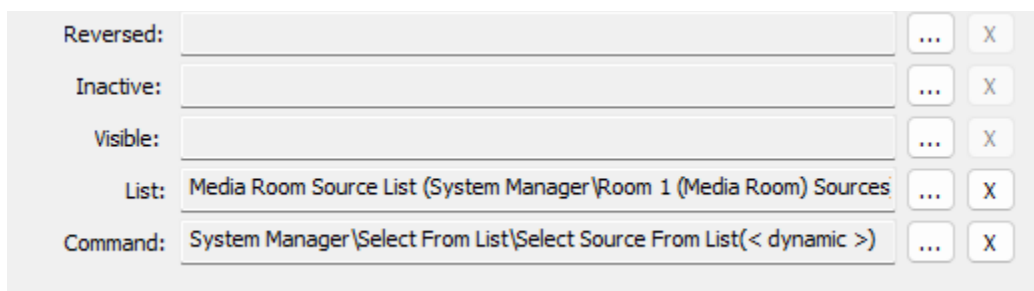 Reversed: ... X
Inactive: ... X
Visible: ... X
List: Media Room Source List (System Manager\Room 1 (Media Room) Sources ... X
Command: System Manager\Select From List\Select Source From List(< dynamic >) ... X